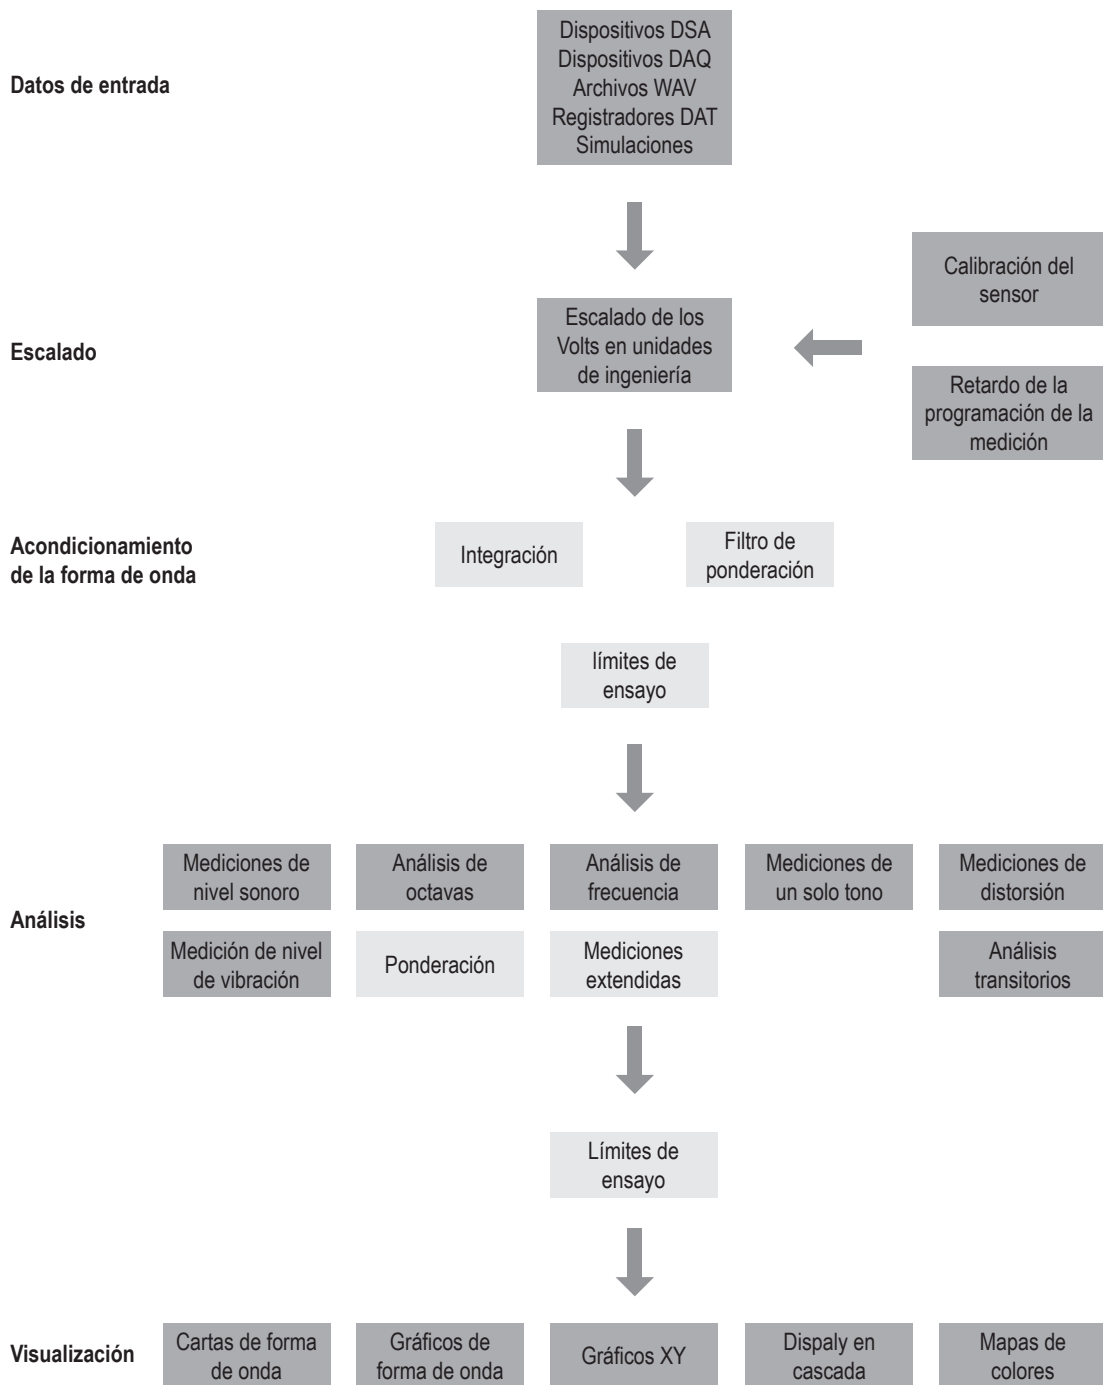 Datos de entrada
Dispositivos DSA
Dispositivos DAQ
Archivos WAV
Registradores DAT
Simulaciones
Escalado
Escalado de los
Volts en unidades
de ingeniería
Calibración del
sensor
Retardo de la
programación de la
medición
Acondicionamiento
de la forma de onda
Integración
Filtro de
ponderación
límites de
ensayo
Análisis
Mediciones de
nivel sonoro
Análisis de
octavas
Análisis de
frecuencia
Mediciones de
un solo tono
Mediciones de
distorsión
Medición de nivel
de vibración
Ponderación
Mediciones
extendidas
Análisis
transitorios
Límites de
ensayo
Visualización
Cartas de forma
de onda
Gráficos de
forma de onda
Gráficos XY
Dispaly en
cascada
Mapas de
colores